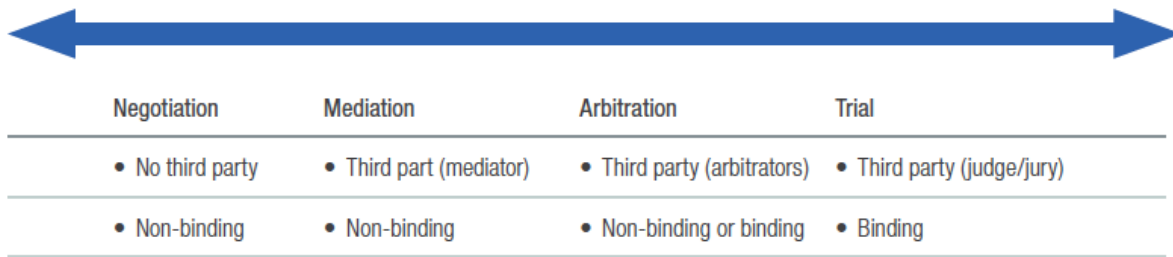 Negotiation Mediation Arbitration Trial
• No third party • Third part (mediator) • Third party (arbitrators) • Third party (judge/jury)
• Non-binding • Non-binding • Non-binding or binding • Binding